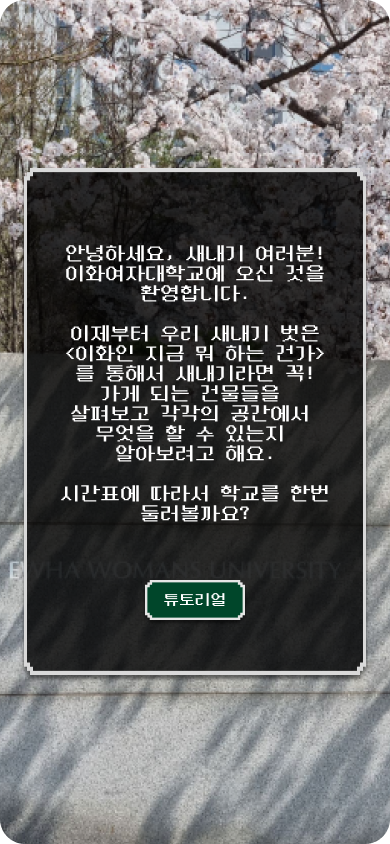 안녕하세요, 새내기 여러분!
이화여자대학교에 오신 것을
환영합니다.
이제부터 우리 새내기 벗은
<이화인 지금 뭐 하는 건가>
를 통해서 새내기라면 꼭!
가게 되는 건물들을
살펴보고 각각의 공간에서
무엇을 할 수 있는지
알아보려고 해요.
시간표에 따라서 학교를 한번
둘러볼까요?
EWHA WOMANS UNIVERSITY
튜토리얼